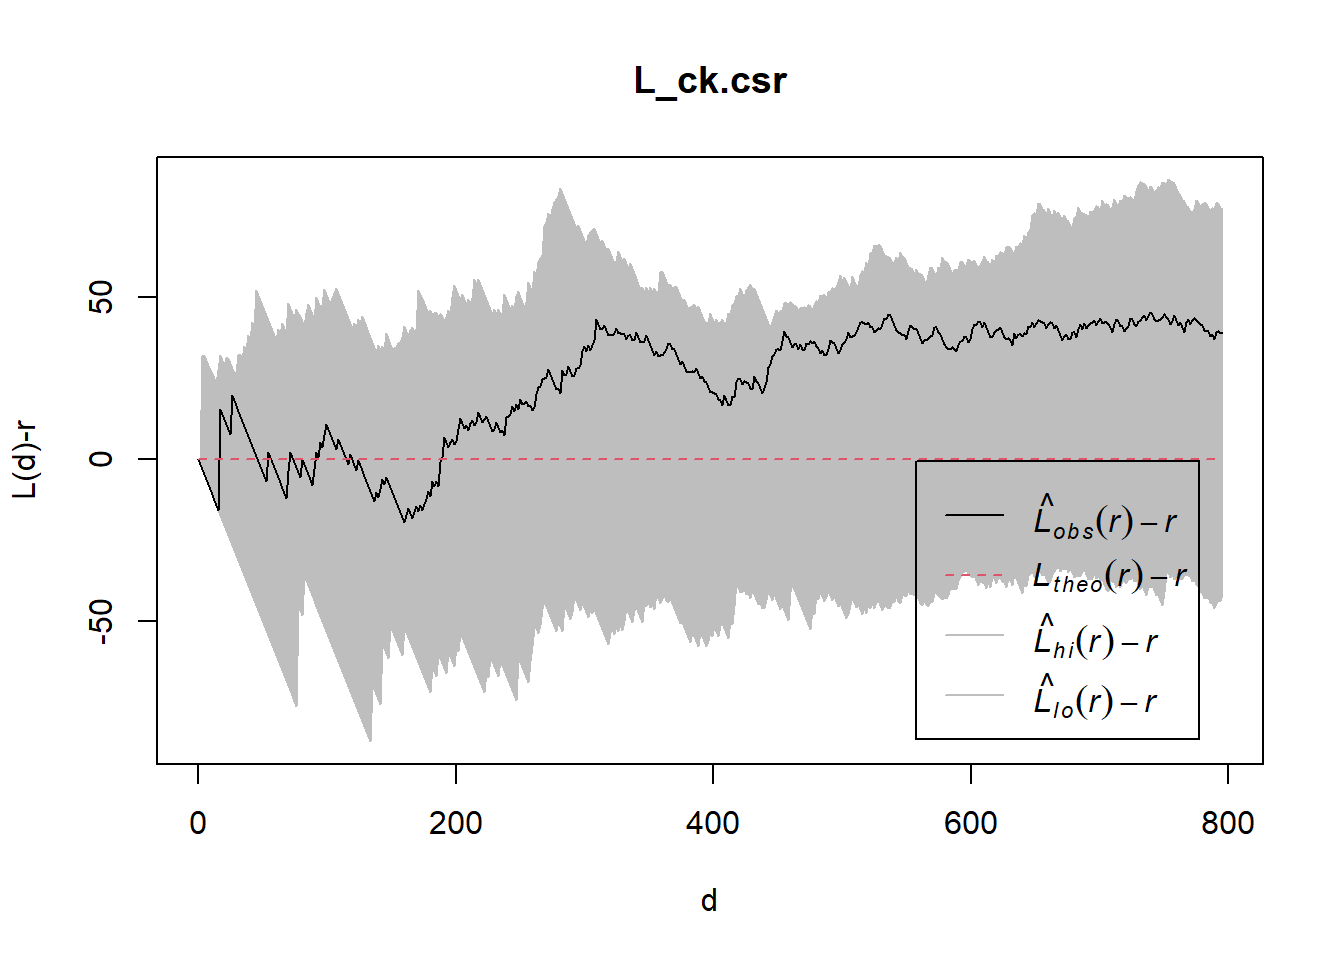 L_ck.csr
L(d)-r
50
0
-50
L̂obs(r) − r
Ltheo(r) − r
L̂hi(r) − r
L̂lo(r) − r
0 200 400 600 800
d